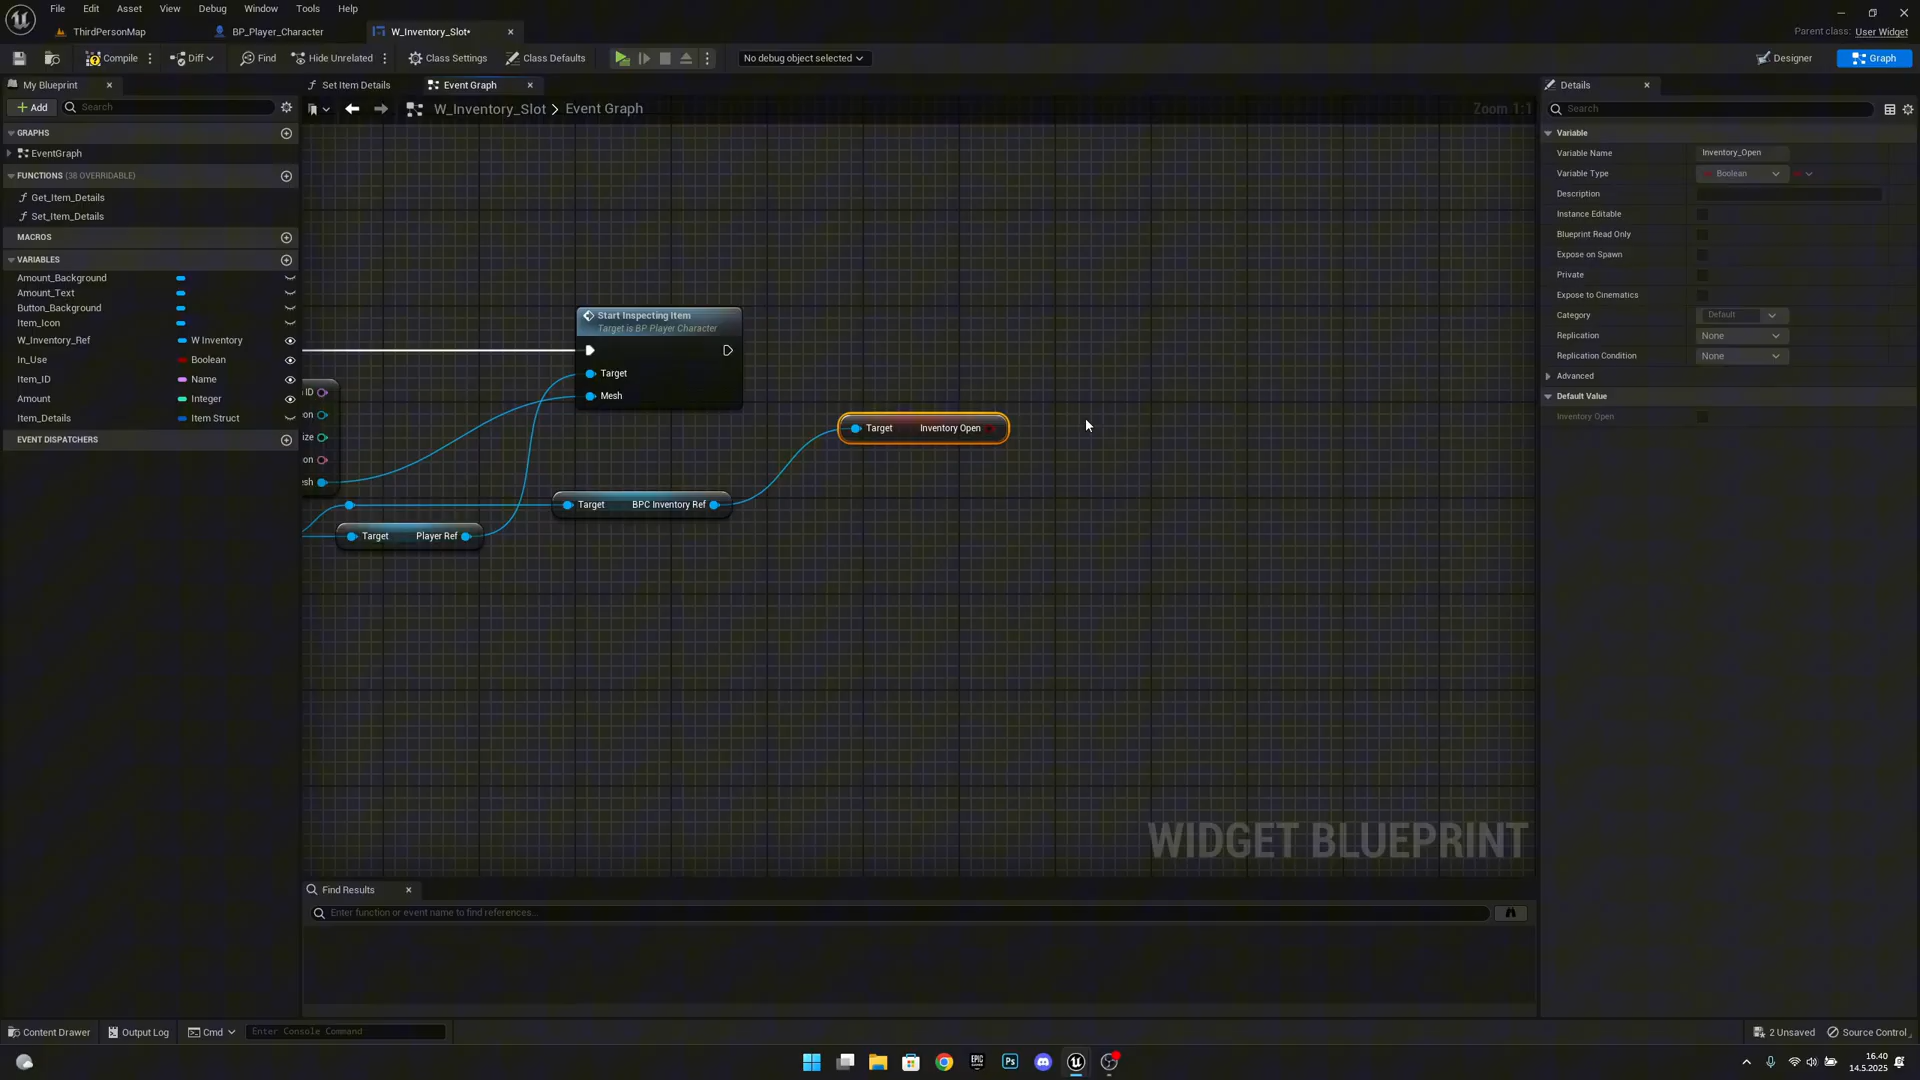 File Edit Asset View Debug Window Tools Help
ThirdPersonMap BP_Player_Character W_Inventory_Slot•
Parent class: User Widget
Compile Diff Find Hide Unrelated Class Settings Class Defaults No debug object selected Designer Graph
My Blueprint
Add Search
GRAPHS
EventGraph
FUNCTIONS (38 OVERRIDABLE)
Get_Item_Details
Set_Item_Details
MACROS
VARIABLES
Amount_Background
Amount_Text
Button_Background
Item_Icon
W_Inventory_Ref W Inventory
In_Use Boolean
Item_ID Name
Amount Integer
Item_Details Item Struct
EVENT DISPATCHERS
Set Item Details Event Graph
W_Inventory_Slot > Event Graph
Zoom 1:1
Start Inspecting Item
Target is BP Player Character
Target
Mesh
ID
on
ize
on
esh
Target Inventory Open
Target BPC Inventory Ref
Target Player Ref
WIDGET BLUEPRINT
Find Results
Enter function or event name to find references...
Details
Search
Variable
Variable Name Inventory_Open
Variable Type Boolean
Description
Instance Editable
Blueprint Read Only
Expose on Spawn
Private
Expose to Cinematics
Category Default
Replication None
Replication Condition None
Advanced
Default Value
Inventory Open
Content Drawer Output Log Cmd Enter Console Command 2 Unsaved Source Control
EPIC
Ps
16.40
14.5.2025